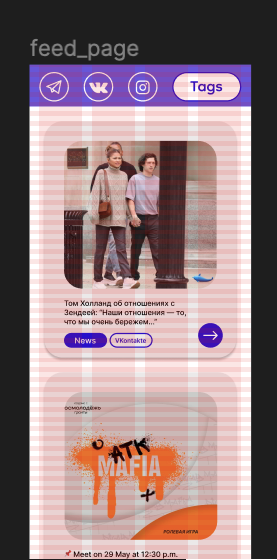 feed_page
Tags
Том Холланд об отношениях с
Зендеей: "Наши отношения — то,
что мы очень бережем..."
News
VKontakte
АТК
MAFIA
РОЛЕВАЯ ИГРА
Meet on 29 May at 12:30 p.m.